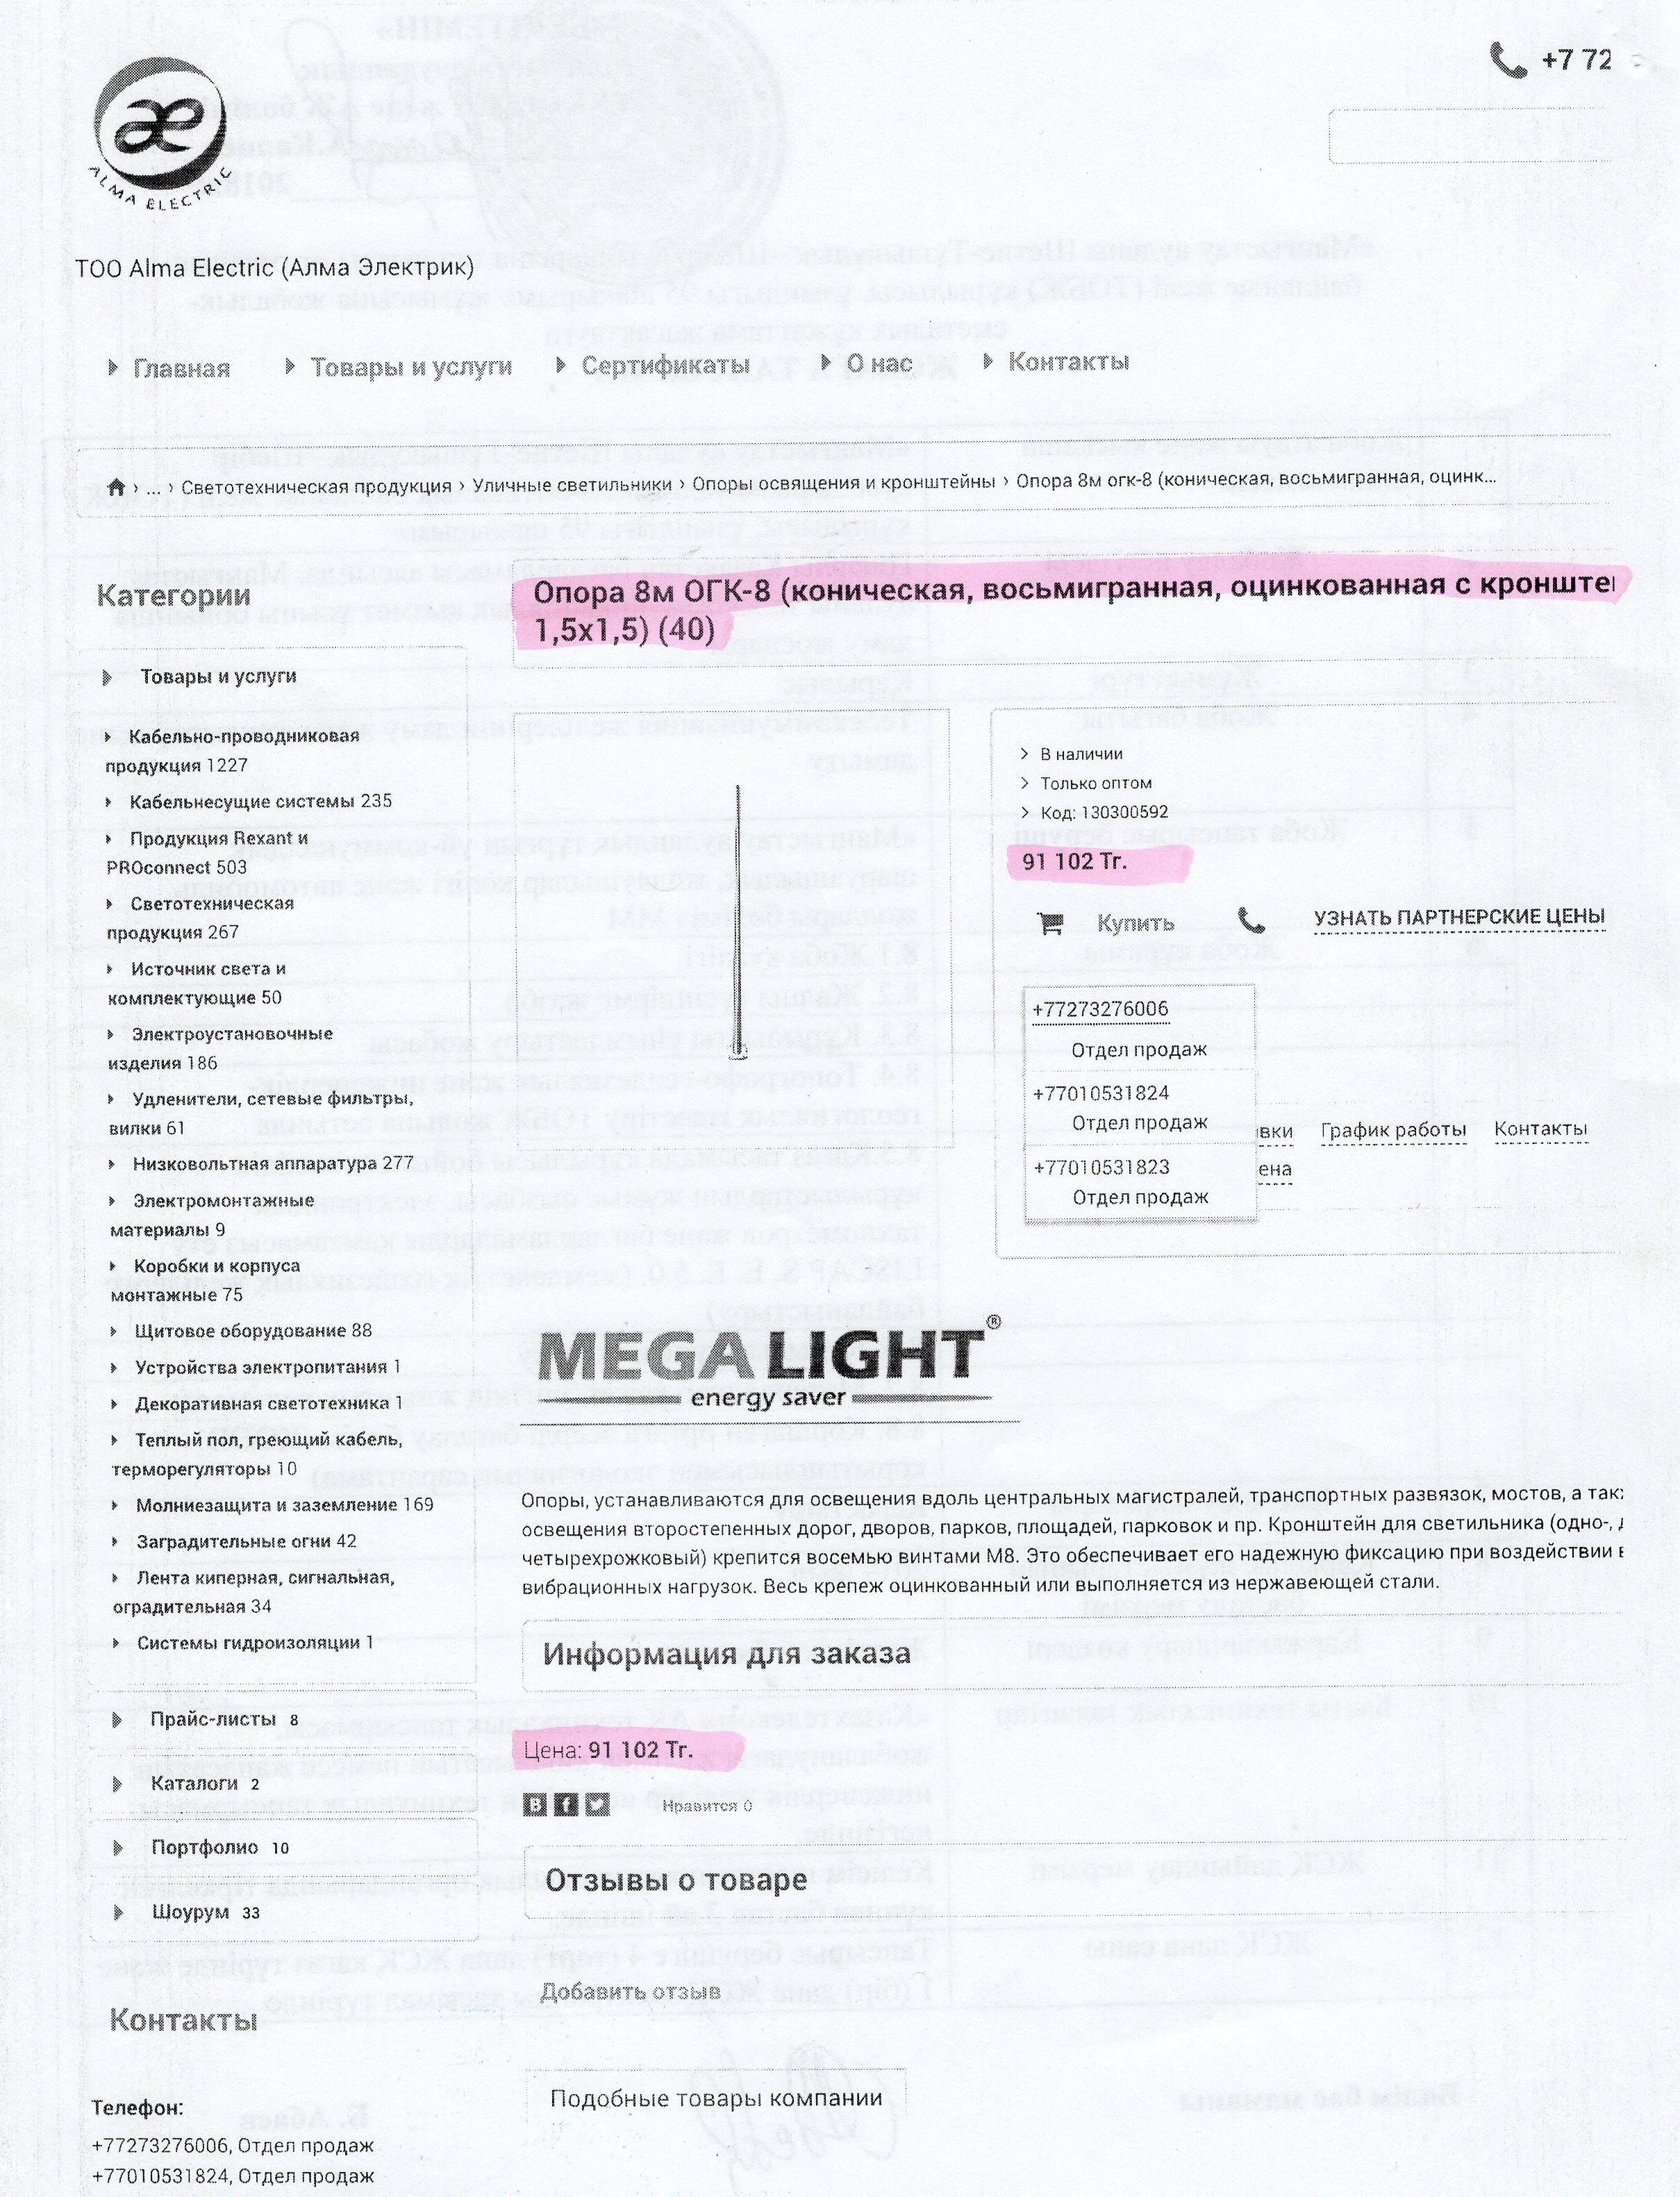 +7 72
ALMA ELECTRIC
ТОО Alma Electric (Алма Электрик)
Главная Товары и услуги Сертификаты О нас Контакты
› ... › Светотехническая продукция › Уличные светильники › Опоры освящения и кронштейны › Опора 8м огк-8 (коническая, восьмигранная, оцинк...
Категории
Товары и услуги
Кабельно-проводниковая
продукция 1227
Кабельнесущие системы 235
Продукция Rexant и
PROconnect 503
Светотехническая
продукция 267
Источник света и
комплектующие 50
Электроустановочные
изделия 186
Удленители, сетевые фильтры,
вилки 61
Низковольтная аппаратура 277
Электромонтажные
материалы 9
Коробки и корпуса
монтажные 75
Щитовое оборудование 88
Устройства электропитания 1
Декоративная светотехника 1
Теплый пол, греющий кабель,
терморегуляторы 10
Молниезащита и заземление 169
Заградительные огни 42
Лента киперная, сигнальная,
оградительная 34
Системы гидроизоляции 1
Прайс-листы 8
Каталоги 2
Портфолио 10
Шоурум 33
Контакты
Телефон:
+77273276006, Отдел продаж
+77010531824, Отдел продаж
Опора 8м ОГК-8 (коническая, восьмигранная, оцинкованная с кронште
1,5х1,5) (40)
> В наличии
> Только оптом
> Код: 130300592
91 102 Тг.
Купить УЗНАТЬ ПАРТНЕРСКИЕ ЦЕНЫ
+77273276006
Отдел продаж
+77010531824
Отдел продаж
+77010531823
Отдел продаж
вки График работы Контакты
ена
MEGALIGHT®
energy saver
Опоры, устанавливаются для освещения вдоль центральных магистралей, транспортных развязок, мостов, а так
освещения второстепенных дорог, дворов, парков, площадей, парковок и пр. Кронштейн для светильника (одно-,
четырехрожковый) крепится восемью винтами М8. Это обеспечивает его надежную фиксацию при воздействии
вибрационных нагрузок. Весь крепеж оцинкованный или выполняется из нержавеющей стали.
Информация для заказа
Цена: 91 102 Тг.
Нравится 0
Отзывы о товаре
Добавить отзыв
Подобные товары компании